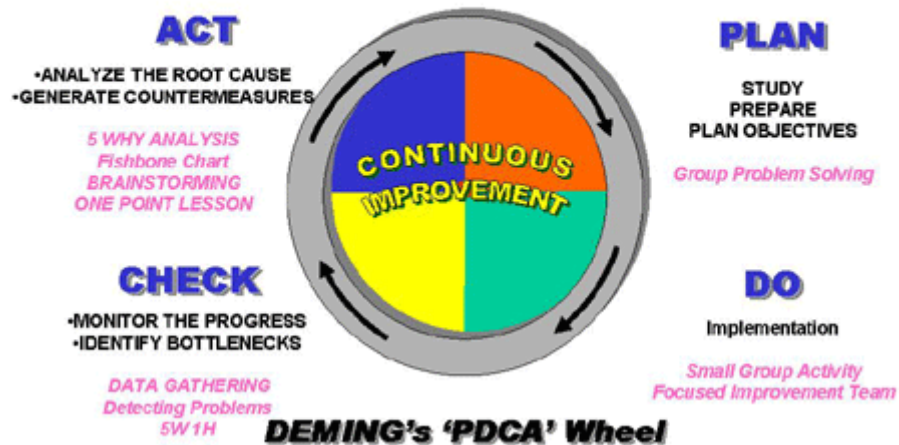 ACT
•ANALYZE THE ROOT CAUSE
•GENERATE COUNTERMEASURES
5 WHY ANALYSIS
Fishbone Chart
BRAINSTORMING
ONE POINT LESSON
PLAN
STUDY
PREPARE
PLAN OBJECTIVES
Group Problem Solving
CONTINUOUS
IMPROVEMENT
CHECK
•MONITOR THE PROGRESS
•IDENTIFY BOTTLENECKS
DATA GATHERING
Detecting Problems
5W 1H
DO
Implementation
Small Group Activity
Focused Improvement Team
DEMING's 'PDCA' Wheel